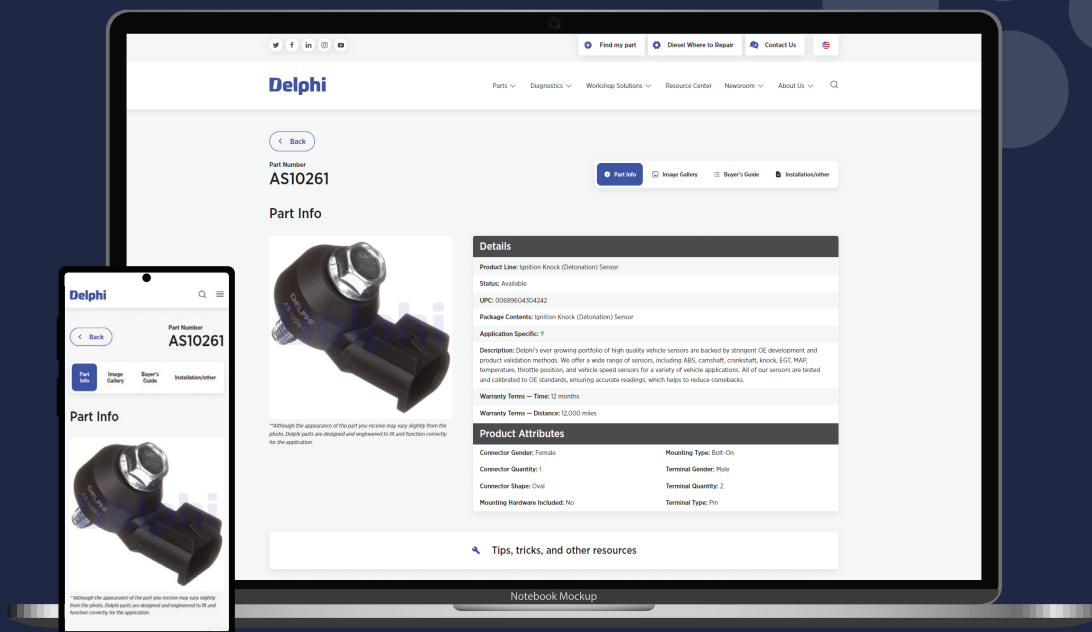 Find my part
Diesel Where to Repair
Contact Us
Delphi
Parts
Diagnostics
Workshop Solutions
Resource Center
Newsroom
About Us
Back
Part Number
AS10261
Part Info
Image Gallery
Buyer's Guide
Installation/other
Part Info
DELPHI
AS10261
Delphi
**Although the appearance of the part you receive may vary slightly from the
photo, Delphi parts are designed and engineered to fit and function correctly
for the application.
Details
Product Line: Ignition Knock (Detonation) Sensor
Status: Available
UPC: 00689604304242
Package Contents: Ignition Knock (Detonation) Sensor
Application Specific: Y
Description: Delphi's ever growing portfolio of high quality vehicle sensors are backed by stringent OE development and
product validation methods. We offer a wide range of sensors, including ABS, camshaft, crankshaft, knock, EGT, MAP,
temperature, throttle position, and vehicle speed sensors for a variety of vehicle applications. All of our sensors are tested
and calibrated to OE standards, ensuring accurate readings, which helps to reduce comebacks.
Warranty Terms — Time: 12 months
Warranty Terms — Distance: 12,000 miles
Product Attributes
Connector Gender: Female
Mounting Type: Bolt-On
Connector Quantity: 1
Terminal Gender: Male
Connector Shape: Oval
Terminal Quantity: 2
Mounting Hardware Included: No
Terminal Type: Pin
Tips, tricks, and other resources
Notebook Mockup
Delphi
Back
Part Number
AS10261
Part
Info
Image
Gallery
Buyer's
Guide
Installation/other
Part Info
DELPHI
Delphi
**Although the appearance of the part you receive may vary slightly
from the photo, Delphi parts are designed and engineered to fit and
function correctly for the application.